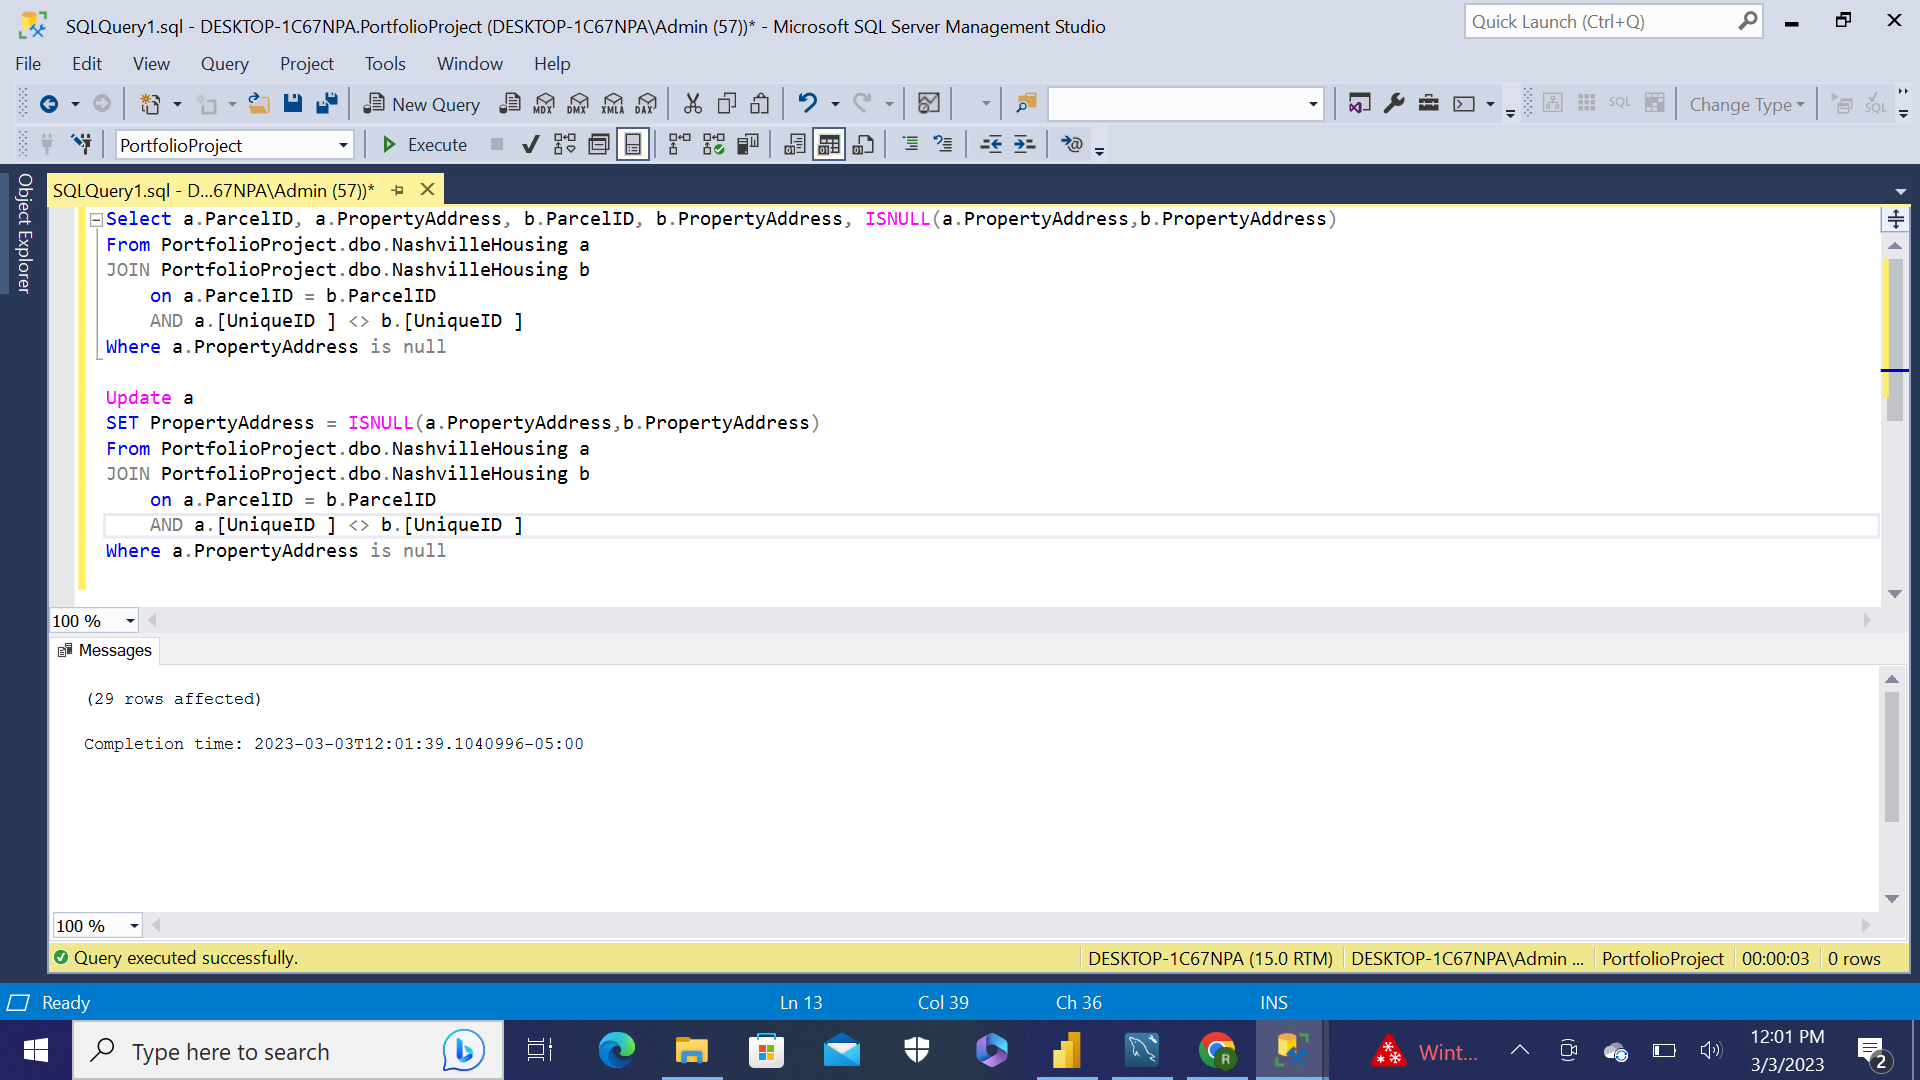 SQLQuery1.sql - DESKTOP-1C67NPA.PortfolioProject (DESKTOP-1C67NPA\Admin (57))* - Microsoft SQL Server Management Studio
Quick Launch (Ctrl+Q)
File Edit View Query Project Tools Window Help
New Query MDX DMX XMLA DAX SQL Change Type SQL
PortfolioProject Execute
Object Explorer
SQLQuery1.sql - D...67NPA\Admin (57))*
Select a.ParcelID, a.PropertyAddress, b.ParcelID, b.PropertyAddress, ISNULL(a.PropertyAddress,b.PropertyAddress)
From PortfolioProject.dbo.NashvilleHousing a
JOIN PortfolioProject.dbo.NashvilleHousing b
on a.ParcelID = b.ParcelID
AND a.[UniqueID ] <> b.[UniqueID ]
Where a.PropertyAddress is null
Update a
SET PropertyAddress = ISNULL(a.PropertyAddress,b.PropertyAddress)
From PortfolioProject.dbo.NashvilleHousing a
JOIN PortfolioProject.dbo.NashvilleHousing b
on a.ParcelID = b.ParcelID
AND a.[UniqueID ] <> b.[UniqueID ]
Where a.PropertyAddress is null
100 %
Messages
(29 rows affected)
Completion time: 2023-03-03T12:01:39.1040996-05:00
100 %
Query executed successfully. DESKTOP-1C67NPA (15.0 RTM) DESKTOP-1C67NPA\Admin ... PortfolioProject 00:00:03 0 rows
Ready Ln 13 Col 39 Ch 36 INS
Type here to search
R
Wint...
12:01 PM
3/3/2023
2